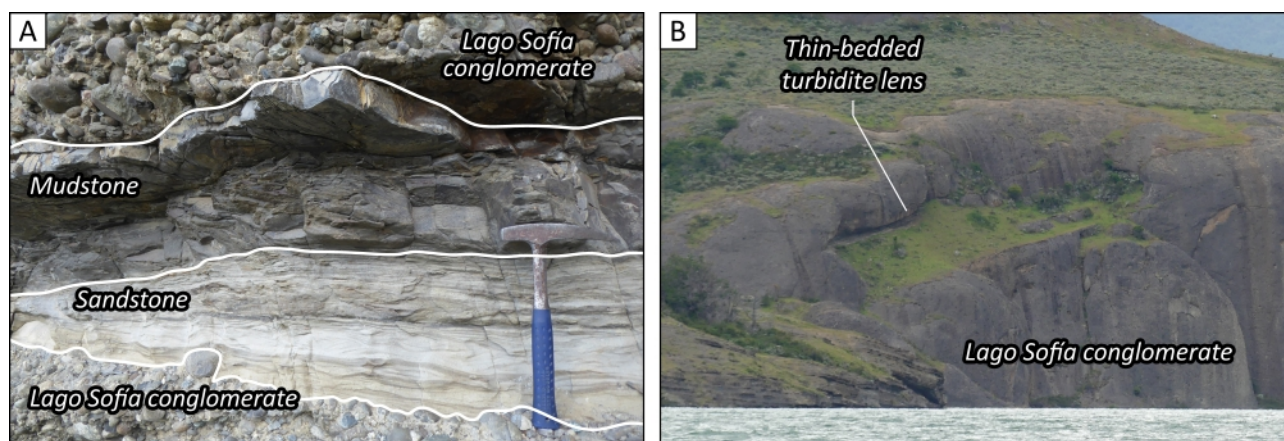 A
Lago Sofía
conglomerate
Mudstone
Sandstone
Lago Sofía conglomerate
B
Thin-bedded
turbidite lens
Lago Sofía conglomerate